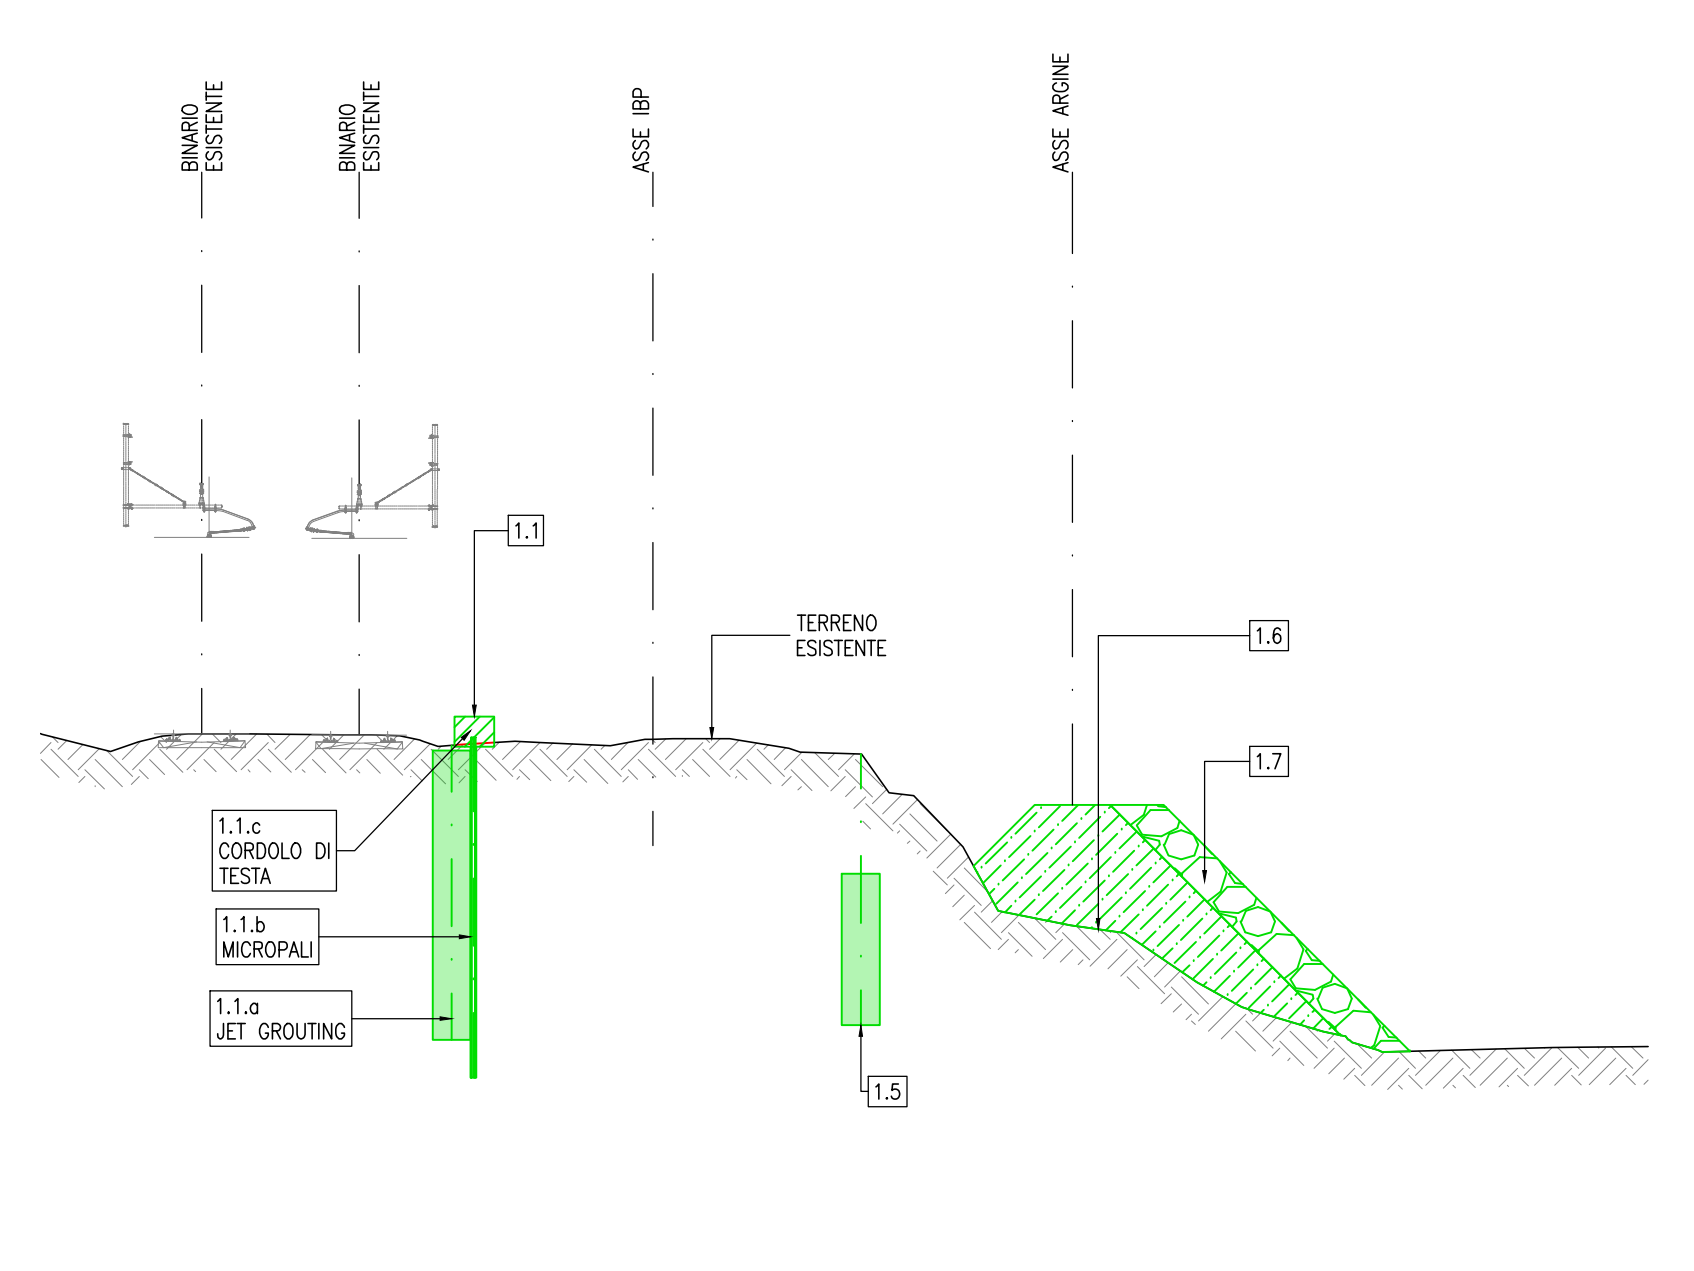 BINARIO
ESISTENTE
BINARIO
ESISTENTE
ASSE IBP
ASSE ARGINE
1.1
TERRENO
ESISTENTE
1.6
1.7
1.1.c
CORDOLO DI
TESTA
1.1.b
MICROPALI
1.1.a
JET GROUTING
1.5